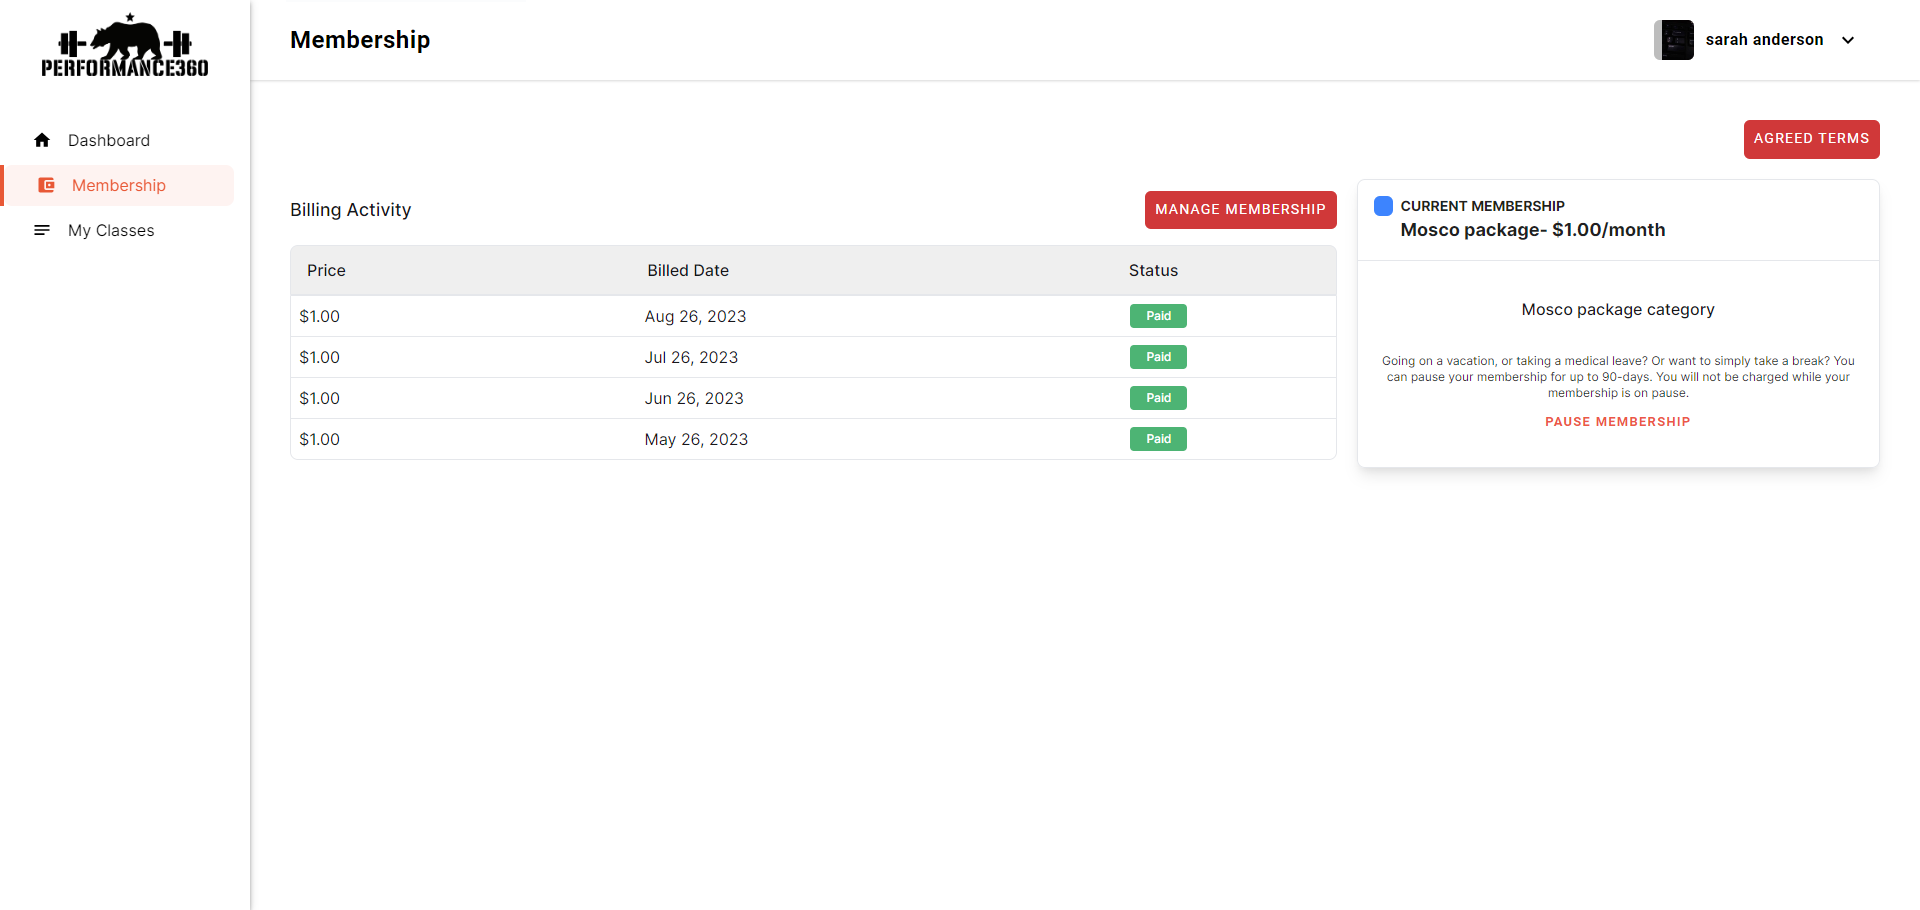 PERFORMANCE360
Membership
sarah anderson
Dashboard
Membership
My Classes
AGREED TERMS
Billing Activity
MANAGE MEMBERSHIP
Price Billed Date Status
$1.00 Aug 26, 2023 Paid
$1.00 Jul 26, 2023 Paid
$1.00 Jun 26, 2023 Paid
$1.00 May 26, 2023 Paid
CURRENT MEMBERSHIP
Mosco package- $1.00/month
Mosco package category
Going on a vacation, or taking a medical leave? Or want to simply take a break? You
can pause your membership for up to 90-days. You will not be charged while your
membership is on pause.
PAUSE MEMBERSHIP